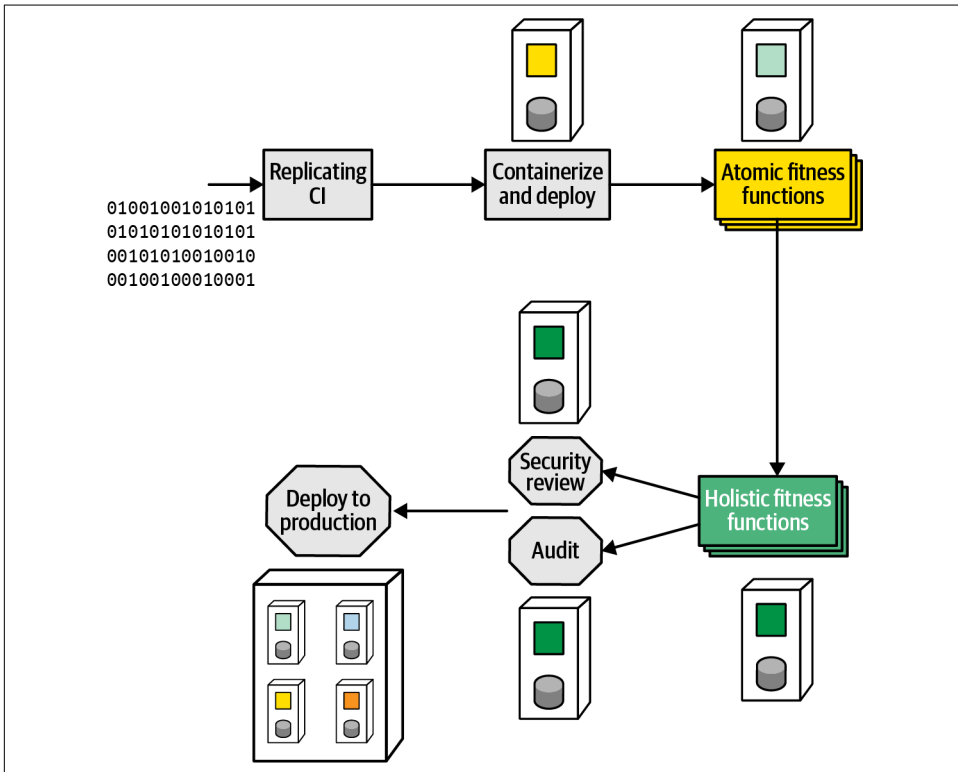 Replicating
CI
Containerize
and deploy
Atomic fitness
functions
01001001010101
01010101010101
00101010010010
00100100010001
Security
review
Holistic fitness
functions
Deploy to
production
Audit